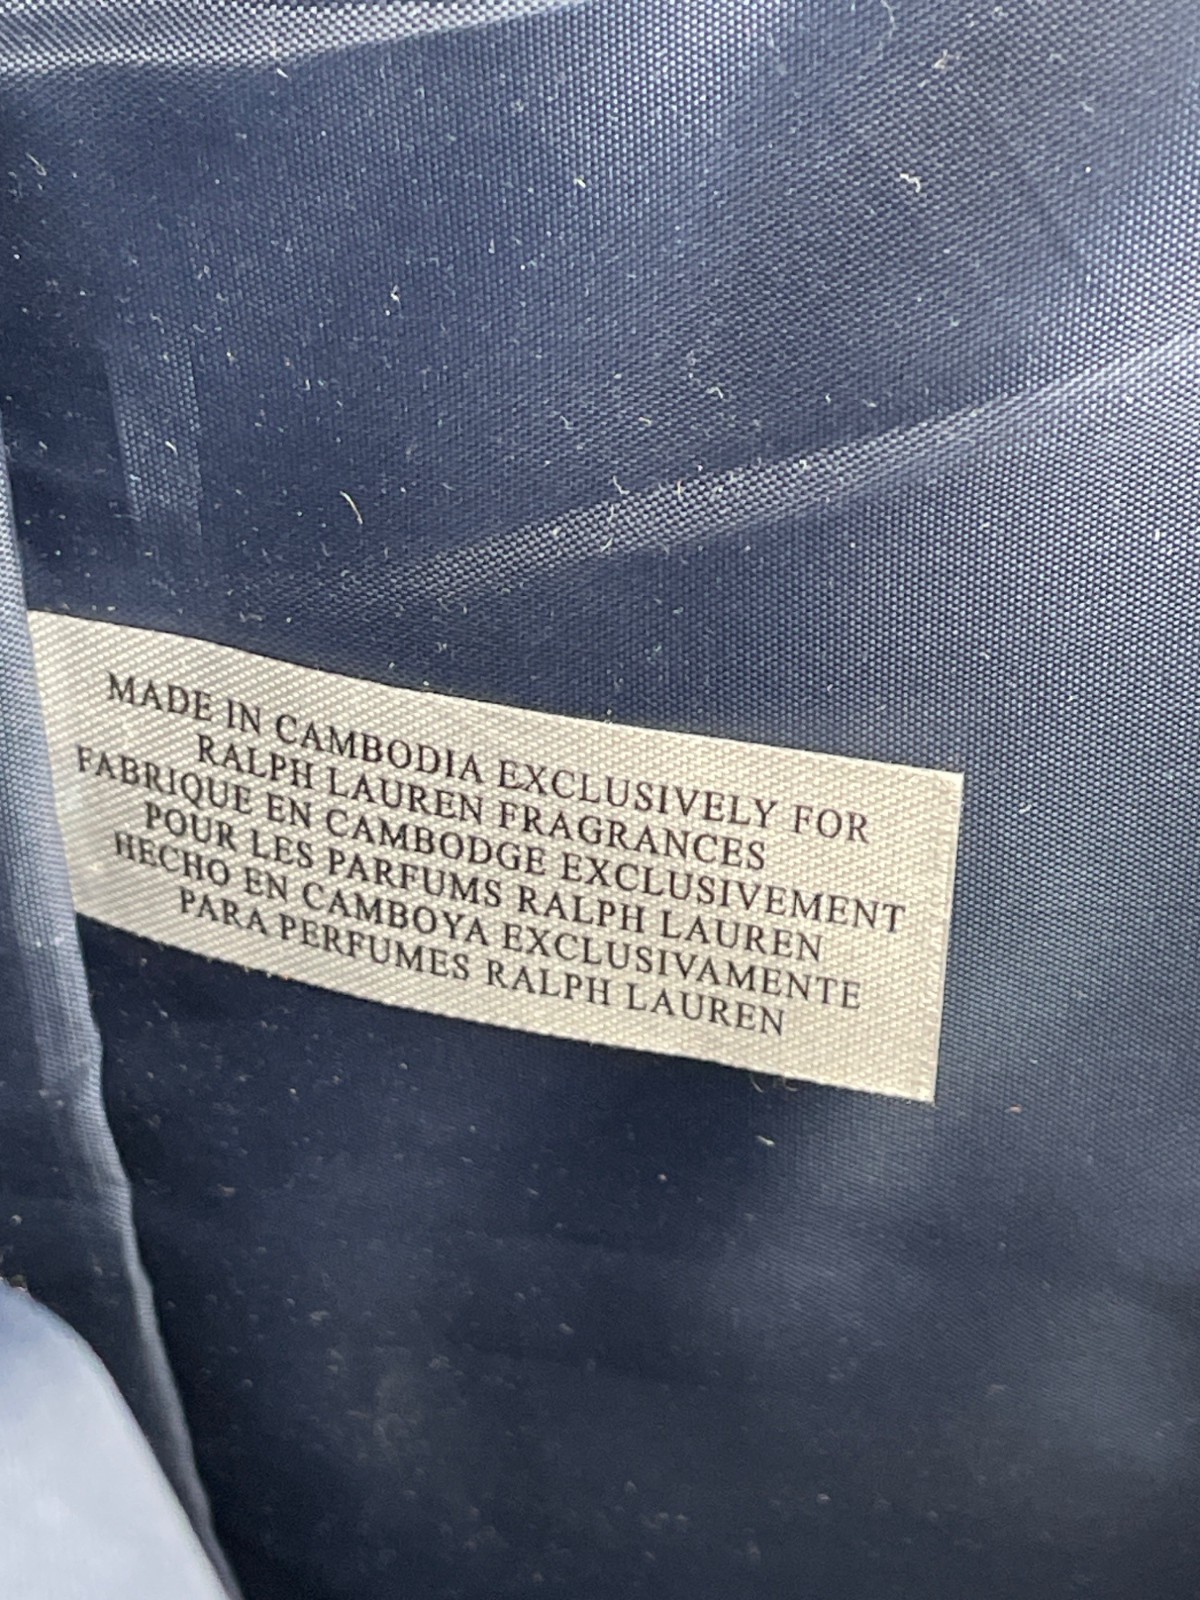 MADE IN CAMBODIA EXCLUSIVELY FOR
RALPH LAUREN FRAGRANCES
FABRIQUE EN CAMBODGE EXCLUSIVEMENT
POUR LES PARFUMS RALPH LAUREN
HECHO EN CAMBOYA EXCLUSIVAMENTE
PARA PERFUMES RALPH LAUREN